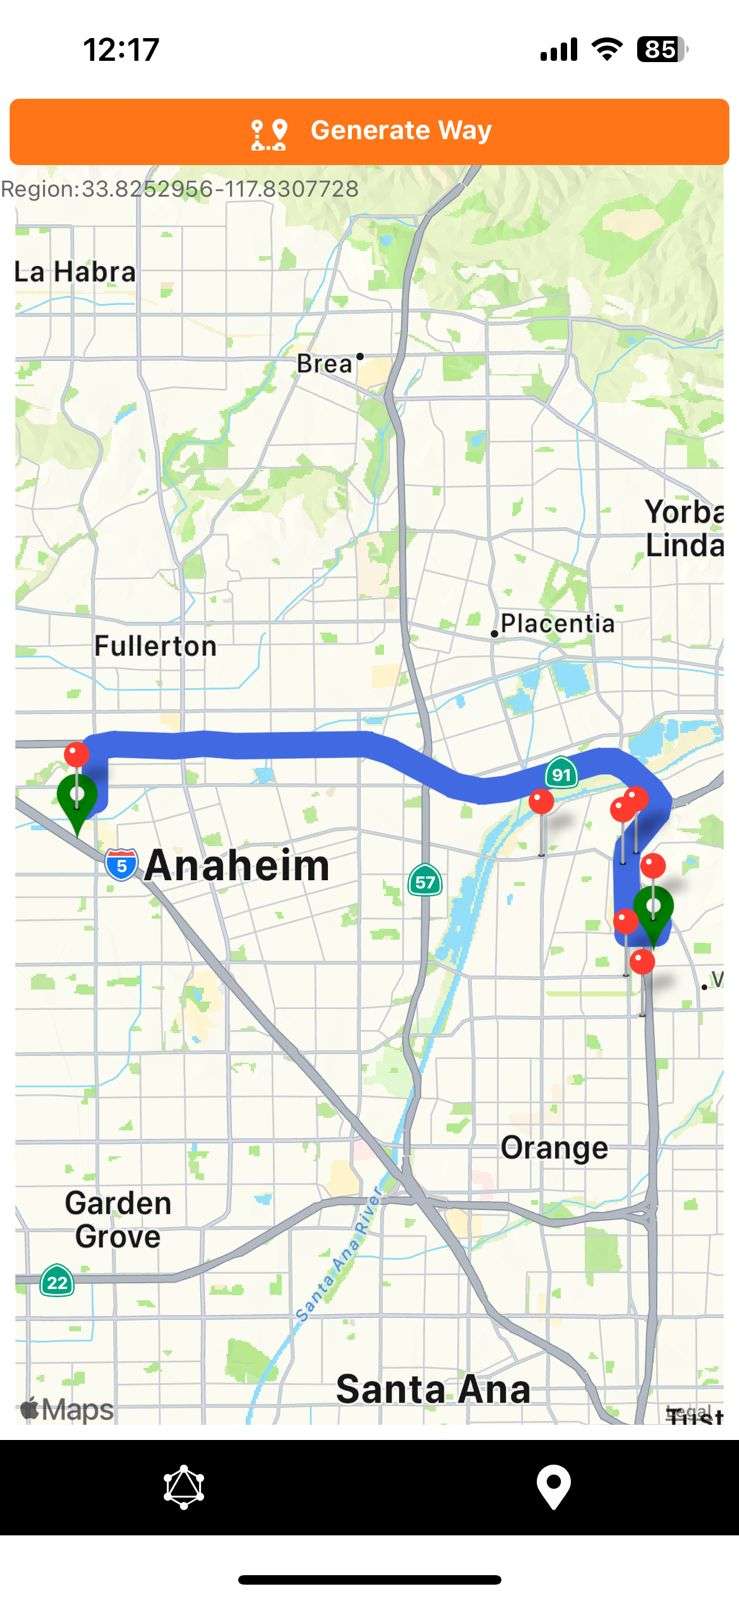 12:17
85
Generate Way
Region:33.8252956-117.8307728
La Habra
Brea
Yorba
Linda
Placentia
Fullerton
91
5
Anaheim
57
V
Orange
Garden
Grove
Santa Ana River
22
Santa Ana
Maps
Legal
Tust